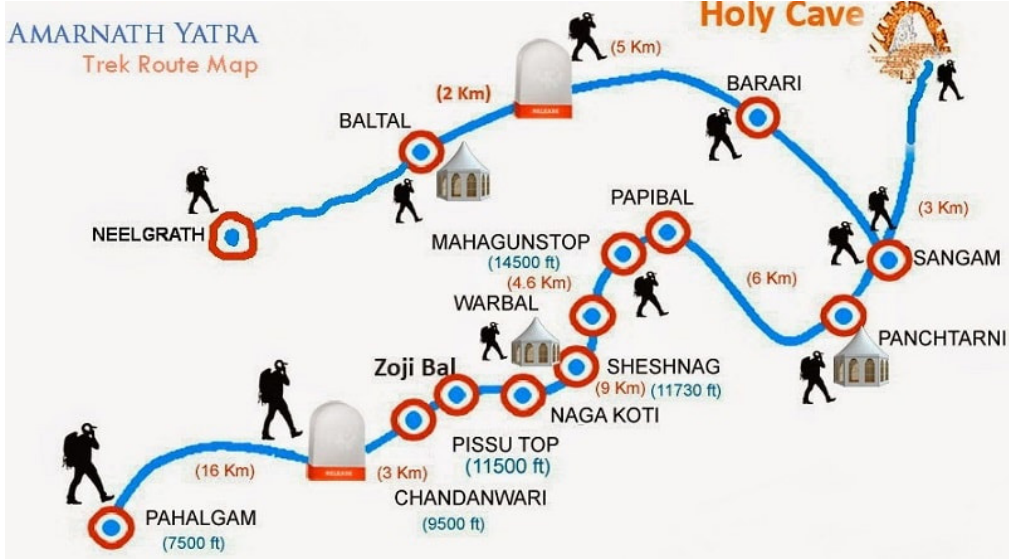 AMARNATH YATRA
Trek Route Map
Holy Cave
(5 Km)
(2 Km)
BARARI
BALTAL
NEELGRATH
PAPIBAL
(3 Km)
MAHAGUNSTOP
(14500 ft)
(4.6 Km)
SANGAM
(6 Km)
WARBAL
PANCHTARNI
Zoji Bal
SHESHNAG
(9 Km) (11730 ft)
NAGA KOTI
PISSU TOP
(11500 ft)
(16 Km)
(3 Km)
CHANDANWARI
(9500 ft)
PAHALGAM
(7500 ft)